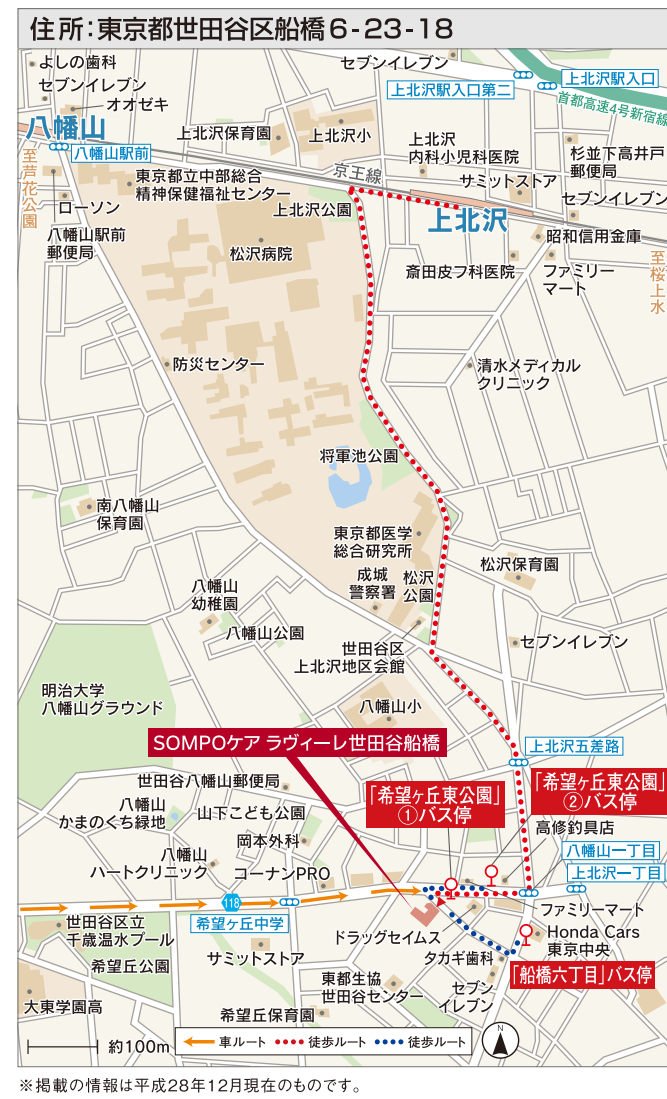 住所:東京都世田谷区船橋6-23-18
よしの歯科
セブンイレブン
オオゼキ
八幡山
八幡山駅前
至芦花公園
ローソン
八幡山駅前
郵便局
東京都立中部総合
精神保健福祉センター
上北沢保育園
上北沢小
セブンイレブン
上北沢駅入口第二
上北沢駅入口
首都高速4号新宿線
上北沢
内科小児科医院
杉並下高井戸
郵便局
京王線
サミットストア
セブンイレブン
上北沢公園
上北沢
昭和信用金庫
松沢病院
斎田皮フ科医院
ファミリー
マート
至桜上水
防災センター
清水メディカル
クリニック
将軍池公園
南八幡山
保育園
東京都医学
総合研究所
成城
警察署
松沢
公園
松沢保育園
八幡山
幼稚園
八幡山公園
世田谷区
上北沢地区会館
セブンイレブン
明治大学
八幡山グラウンド
八幡山小
SOMPOケア ラヴィーレ世田谷船橋
上北沢五差路
世田谷八幡山郵便局
「希望ヶ丘東公園」
①バス停
「希望ヶ丘東公園」
②バス停
八幡山
かまのくち緑地
山下こども公園
高修釣具店
岡本外科
八幡山一丁目
八幡山
ハートクリニック
コーナンPRO
上北沢一丁目
118
希望ヶ丘中学
世田谷区立
千歳温水プール
ファミリーマート
ドラッグセイムス
Honda Cars
東京中央
希望丘公園
サミットストア
タカギ歯科
「船橋六丁目」バス停
東都生協
世田谷センター
セブン
イレブン
大東学園高
希望丘保育園
約100m
車ルート
徒歩ルート
徒歩ルート
N
※掲載の情報は平成28年12月現在のものです。